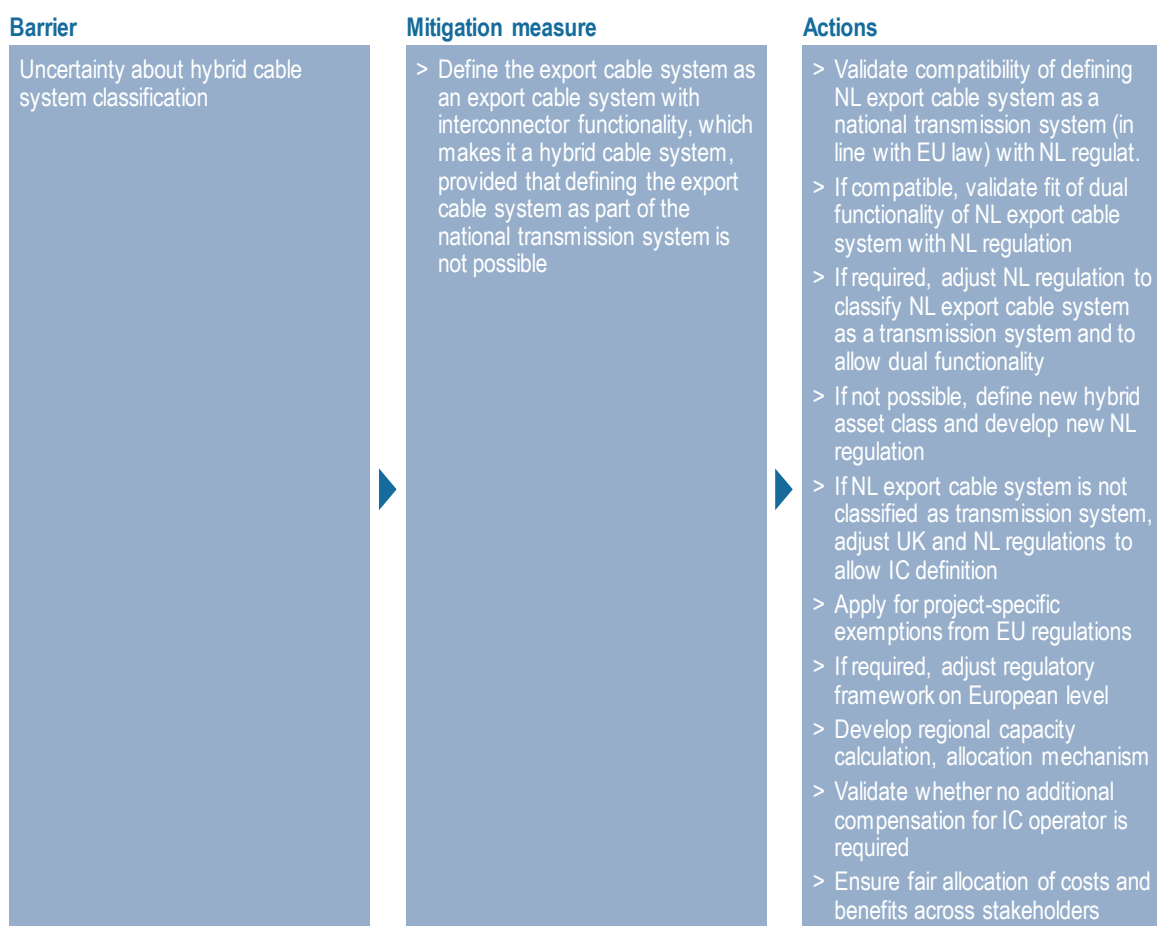 Barrier
Uncertainty about hybrid cable
system classification
Mitigation measure
> Define the export cable system as
an export cable system with
interconnector functionality, which
makes it a hybrid cable system,
provided that defining the export
cable system as part of the
national transmission system is
not possible
Actions
> Validate compatibility of defining
NL export cable system as a
national transmission system (in
line with EU law) with NL regulat.
> If compatible, validate fit of dual
functionality of NL export cable
system with NL regulation
> If required, adjust NL regulation to
classify NL export cable system
as a transmission system and to
allow dual functionality
> If not possible, define new hybrid
asset class and develop new NL
regulation
> If NL export cable system is not
classified as transmission system,
adjust UK and NL regulations to
allow IC definition
> Apply for project-specific
exemptions from EU regulations
> If required, adjust regulatory
framework on European level
> Develop regional capacity
calculation, allocation mechanism
> Validate whether no additional
compensation for IC operator is
required
> Ensure fair allocation of costs and
benefits across stakeholders